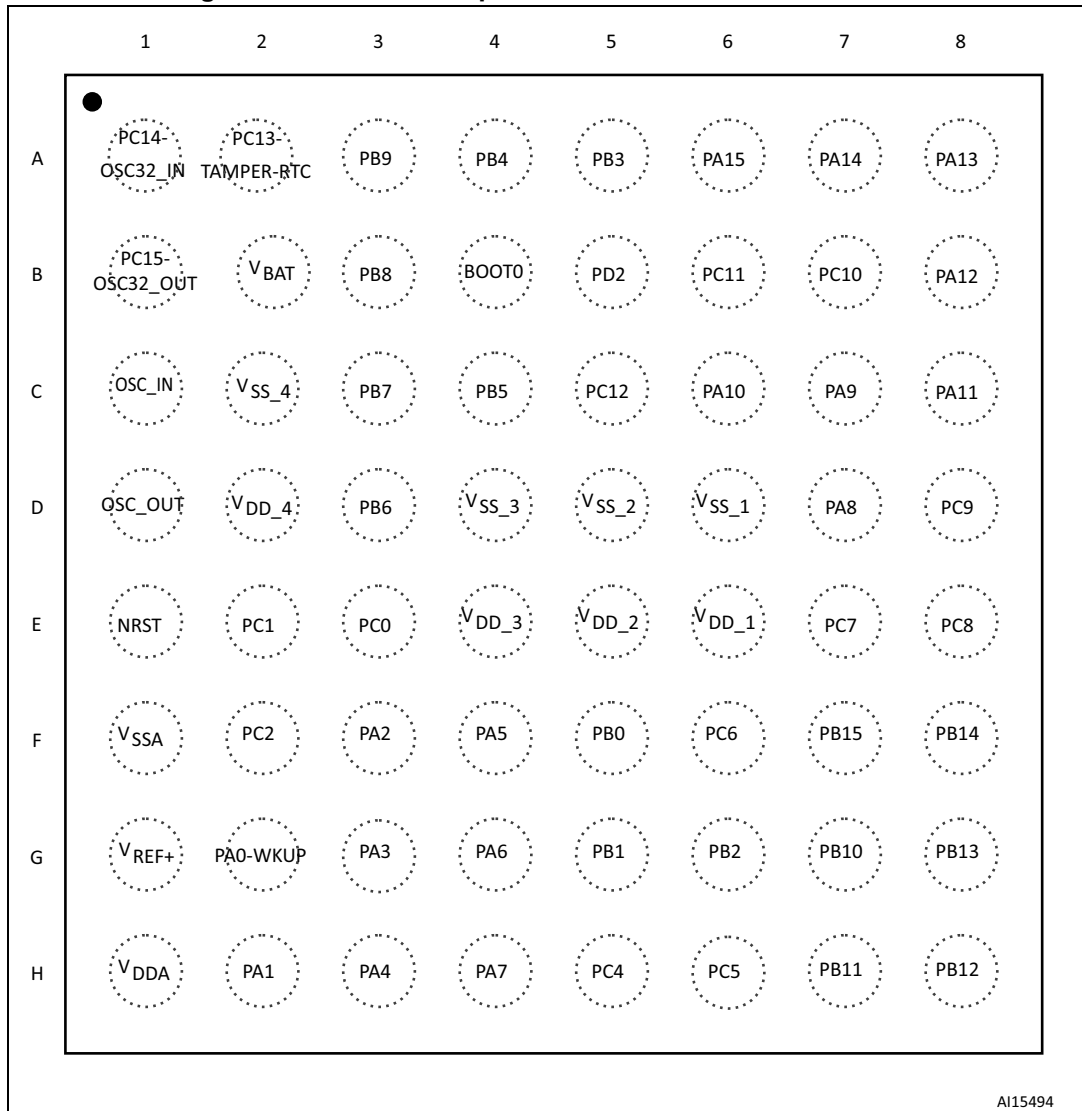 1 2 3 4 5 6 7 8
A PC14-OSC32_IN PC13-TAMPER-RTC PB9 PB4 PB3 PA15 PA14 PA13
B PC15-OSC32_OUT VBAT PB8 BOOT0 PD2 PC11 PC10 PA12
C OSC_IN VSS_4 PB7 PB5 PC12 PA10 PA9 PA11
D OSC_OUT VDD_4 PB6 VSS_3 VSS_2 VSS_1 PA8 PC9
E NRST PC1 PC0 VDD_3 VDD_2 VDD_1 PC7 PC8
F VSSA PC2 PA2 PA5 PB0 PC6 PB15 PB14
G VREF+ PA0-WKUP PA3 PA6 PB1 PB2 PB10 PB13
H VDDA PA1 PA4 PA7 PC4 PC5 PB11 PB12
AI15494